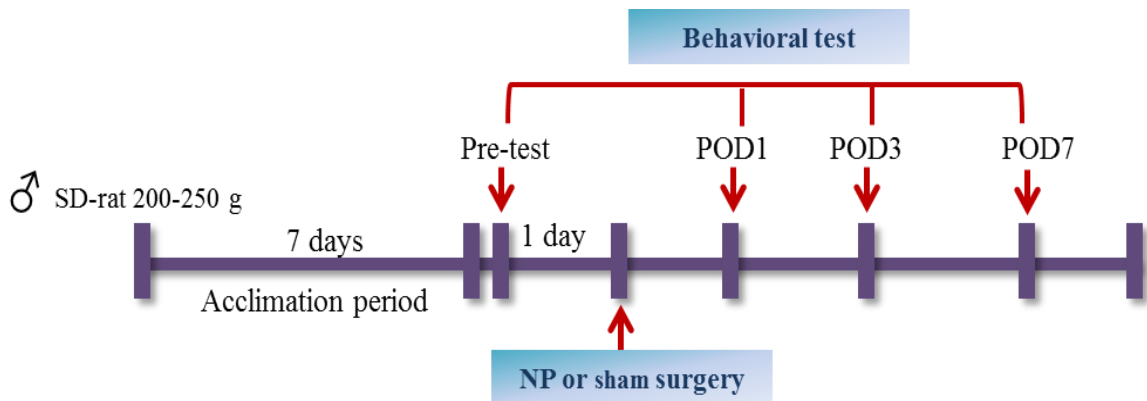 Behavioral test
Pre-test
POD1
POD3
POD7
♂ SD-rat 200-250 g
7 days
1 day
Acclimation period
NP or sham surgery